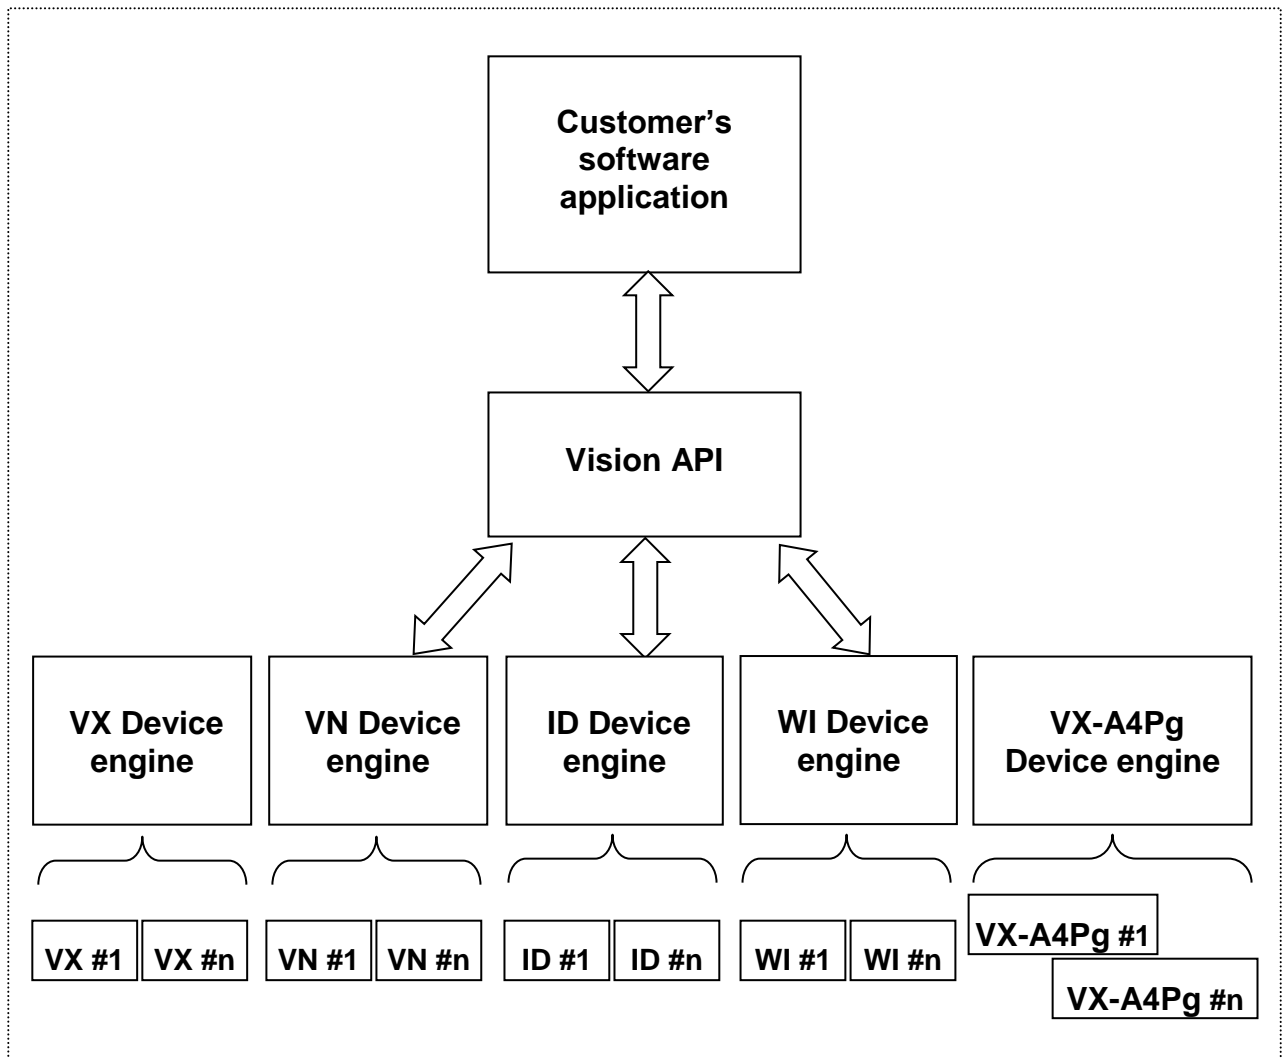 Customer’s
software
application
Vision API
VX Device
engine
VN Device
engine
ID Device
engine
WI Device
engine
VX-A4Pg
Device engine
VX #1
VX #n
VN #1
VN #n
ID #1
ID #n
WI #1
WI #n
VX-A4Pg #1
VX-A4Pg #n